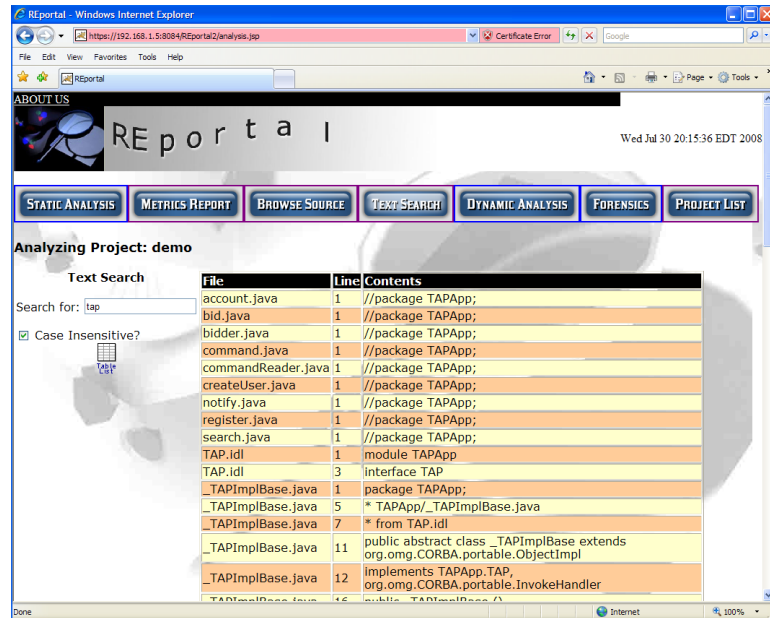 REportal - Windows Internet Explorer
https://192.168.1.5:8084/REportal2/analysis.jsp
Certificate Error
Google
File Edit View Favorites Tools Help
REportal
Page
Tools
ABOUT US
REportal
Wed Jul 30 20:15:36 EDT 2008
STATIC ANALYSIS METRICS REPORT BROWSE SOURCE TEXT SEARCH DYNAMIC ANALYSIS FORENSICS PROJECT LIST
Analyzing Project: demo
Text Search
Search for: tap
Case Insensitive?
Table List
File Line Contents
account.java 1 //package TAPApp;
bid.java 1 //package TAPApp;
bidder.java 1 //package TAPApp;
command.java 1 //package TAPApp;
commandReader.java 1 //package TAPApp;
createUser.java 1 //package TAPApp;
notify.java 1 //package TAPApp;
register.java 1 //package TAPApp;
search.java 1 //package TAPApp;
TAP.idl 1 module TAPApp
TAP.idl 3 interface TAP
_TAPImplBase.java 1 package TAPApp;
_TAPImplBase.java 5 * TAPApp/_TAPImplBase.java
_TAPImplBase.java 7 * from TAP.idl
_TAPImplBase.java 11 public abstract class _TAPImplBase extends
org.omg.CORBA.portable.ObjectImpl
_TAPImplBase.java 12 implements TAPApp.TAP,
org.omg.CORBA.portable.InvokeHandler
_TAPImplBase.java 16 public _TAPImplBase ()
Done
Internet
100%